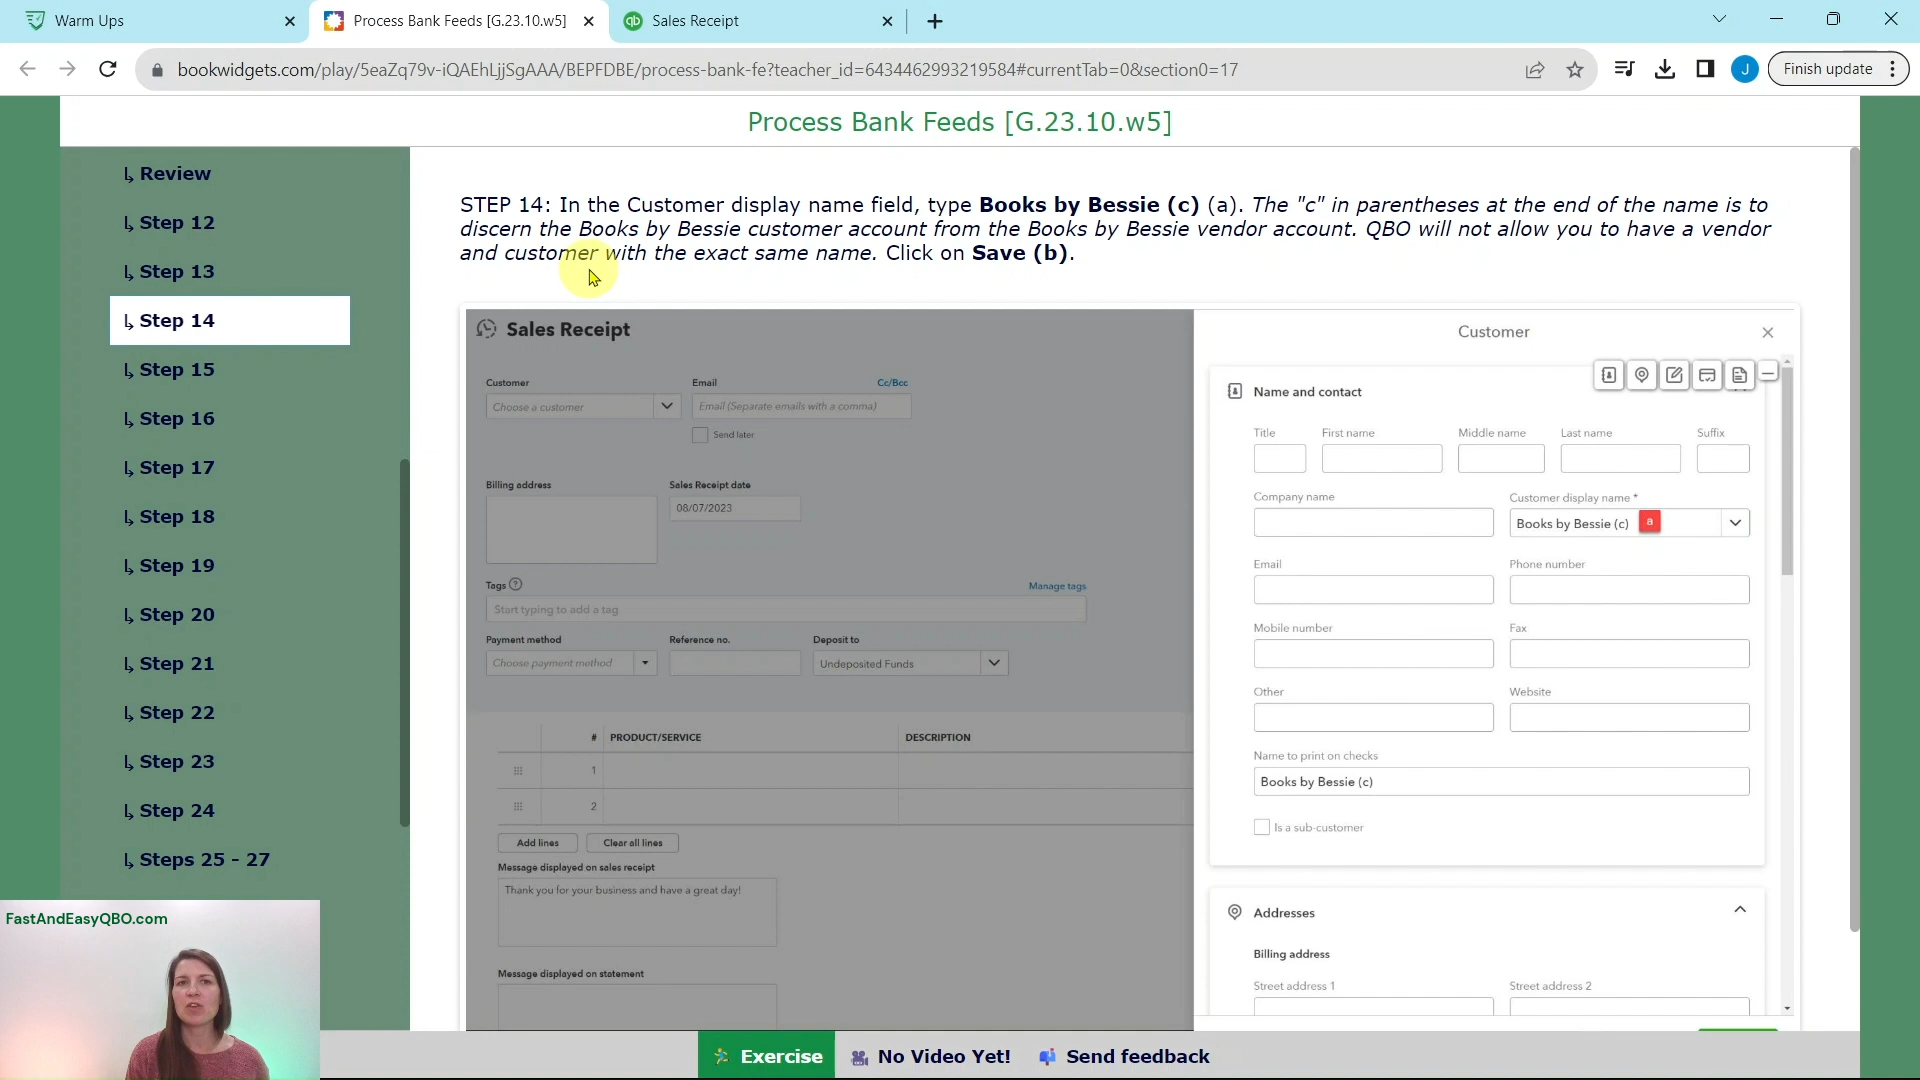 Warm Ups
Process Bank Feeds [G.23.10.w5]
Sales Receipt
bookwidgets.com/play/5eaZq79v-iQAEhLjjSgAAA/BEPFDBE/process-bank-fe?teacher_id=6434462993219584#currentTab=0&section0=17
J
Finish update
Process Bank Feeds [G.23.10.w5]
↳ Review
↳ Step 12
↳ Step 13
↳ Step 14
↳ Step 15
↳ Step 16
↳ Step 17
↳ Step 18
↳ Step 19
↳ Step 20
↳ Step 21
↳ Step 22
↳ Step 23
↳ Step 24
↳ Steps 25 - 27
STEP 14: In the Customer display name field, type Books by Bessie (c) (a). The "c" in parentheses at the end of the name is to
discern the Books by Bessie customer account from the Books by Bessie vendor account. QBO will not allow you to have a vendor
and customer with the exact same name. Click on Save (b).
Sales Receipt
Customer
Email
Cc/Bcc
Choose a customer
Email (Separate emails with a comma)
Send later
Billing address
Sales Receipt date
08/07/2023
Tags
Manage tags
Start typing to add a tag
Payment method
Reference no.
Deposit to
Choose payment method
Undeposited Funds
# PRODUCT/SERVICE
DESCRIPTION
1
2
Add lines
Clear all lines
Message displayed on sales receipt
Thank you for your business and have a great day!
Message displayed on statement
Customer
Name and contact
Title
First name
Middle name
Last name
Suffix
Company name
Customer display name *
Books by Bessie (c)
a
Email
Phone number
Mobile number
Fax
Other
Website
Name to print on checks
Books by Bessie (c)
Is a sub-customer
Addresses
Billing address
Street address 1
Street address 2
FastAndEasyQBO.com
Exercise
No Video Yet!
Send feedback